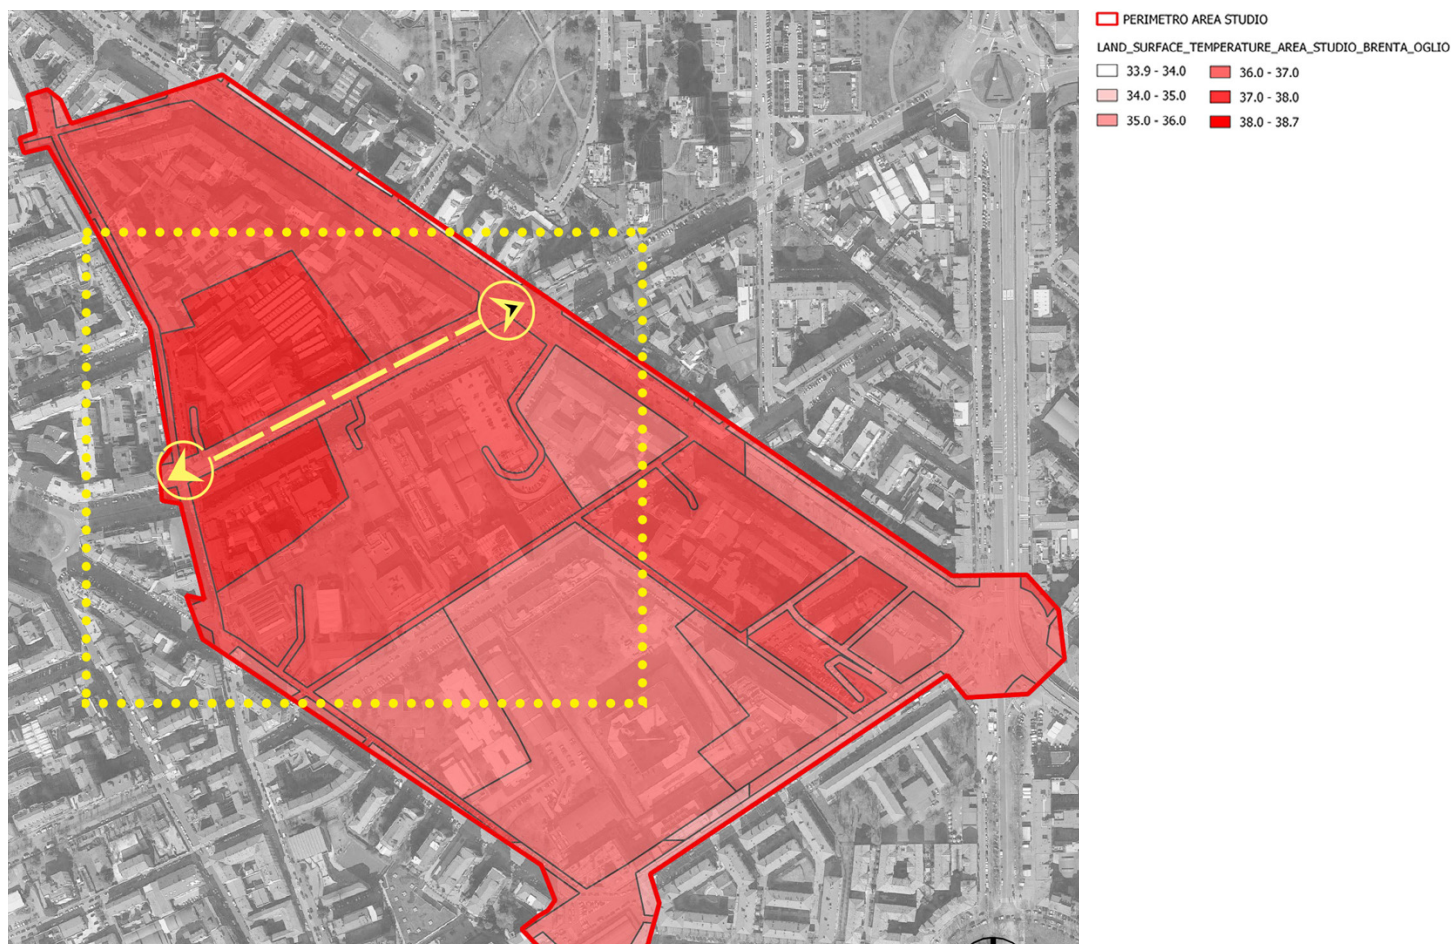 PERIMETRO AREA STUDIO
LAND_SURFACE_TEMPERATURE_AREA_STUDIO_BRENTA_OGLIO
33.9 - 34.0
36.0 - 37.0
34.0 - 35.0
37.0 - 38.0
35.0 - 36.0
38.0 - 38.7